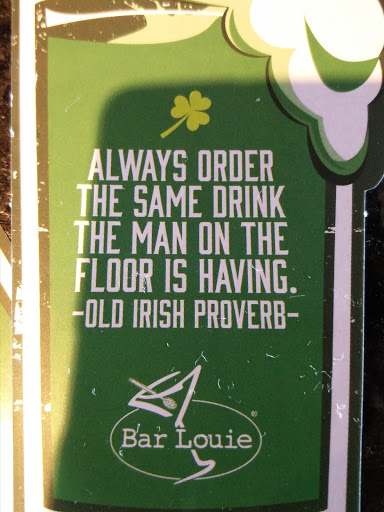 ALWAYS ORDER
THE SAME DRINK
THE MAN ON THE
FLOOR IS HAVING.
-OLD IRISH PROVERB-
Bar Louie®